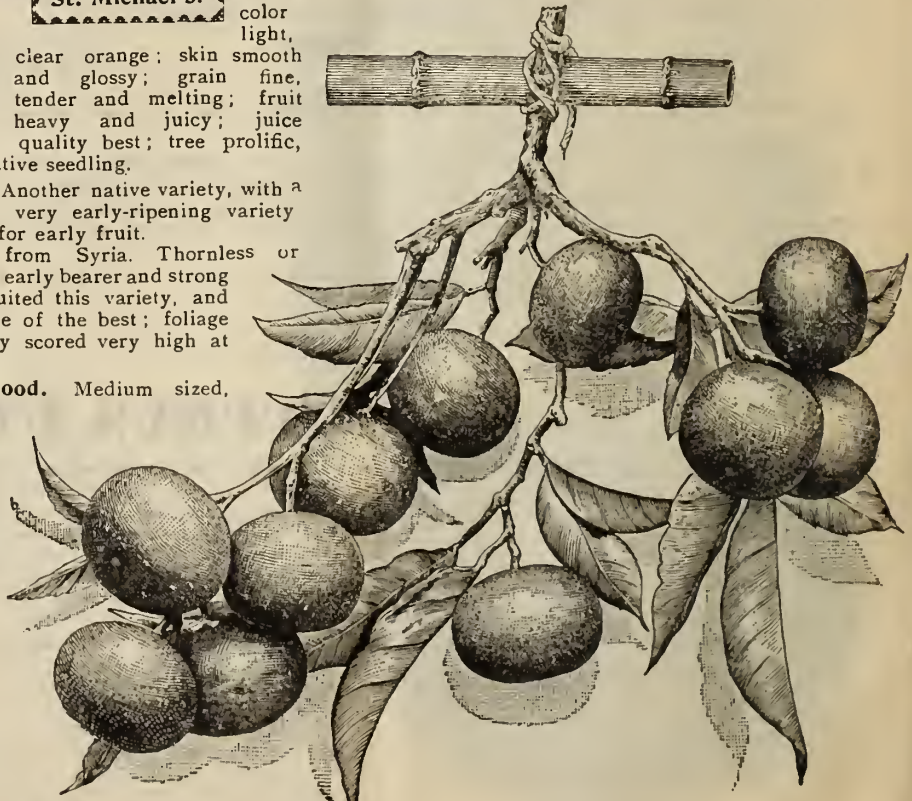 St. Michael's.
color
light,
clear orange; skin smooth
and glossy; grain fine,
tender and melting; fruit
heavy and juicy; juice
quality best; tree prolific,
tive seedling.
Another native variety, with a
very early-ripening variety
for early fruit.
from Syria. Thornless or
early bearer and strong
uited this variety, and
e of the best; foliage
y scored very high at
ood. Medium sized,